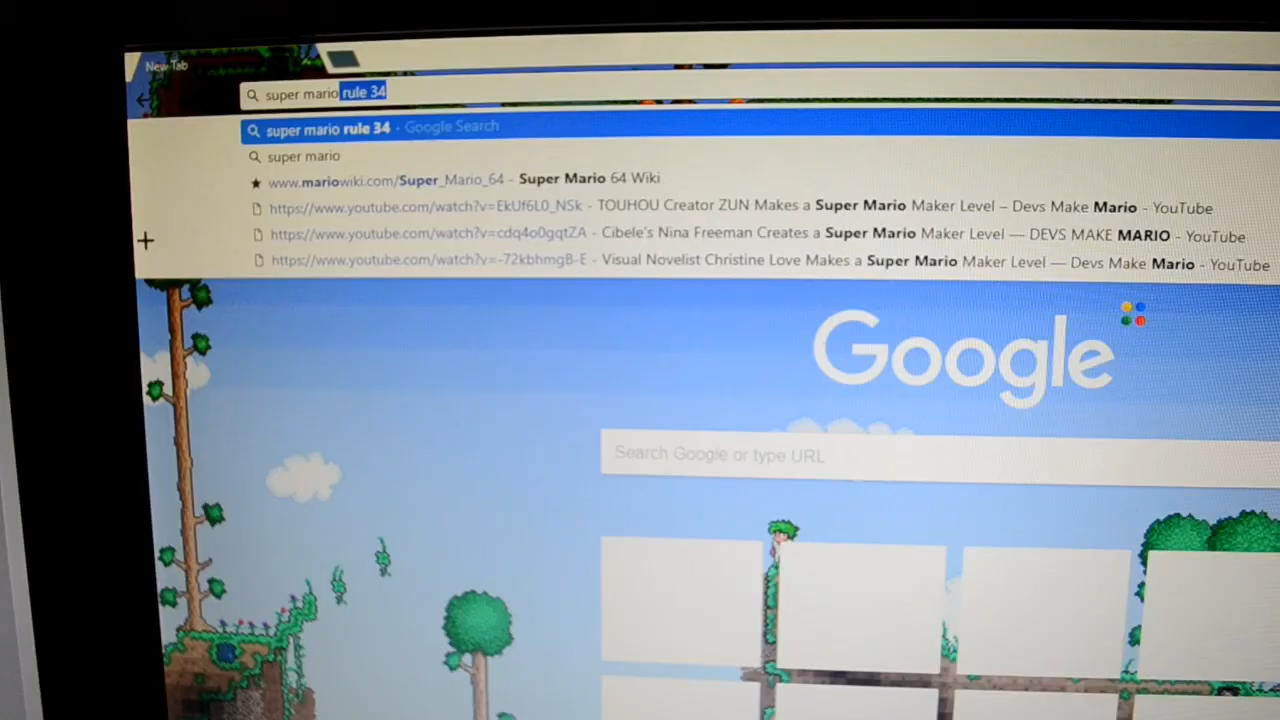 New Tab
super mario rule 34
super mario rule 34 - Google Search
super mario
www.mariowiki.com/Super_Mario_64 - Super Mario 64 Wiki
https://www.youtube.com/watch?v=EkUf6L0_NSk - TOUHOU Creator ZUN Makes a Super Mario Maker Level – Devs Make Mario - YouTube
https://www.youtube.com/watch?v=cdq4o0gqtZA - Cibele's Nina Freeman Creates a Super Mario Maker Level — DEVS MAKE MARIO - YouTube
https://www.youtube.com/watch?v=-72kbhmgB-E - Visual Novelist Christine Love Makes a Super Mario Maker Level — Devs Make Mario - YouTube
Google
Search Google or type URL